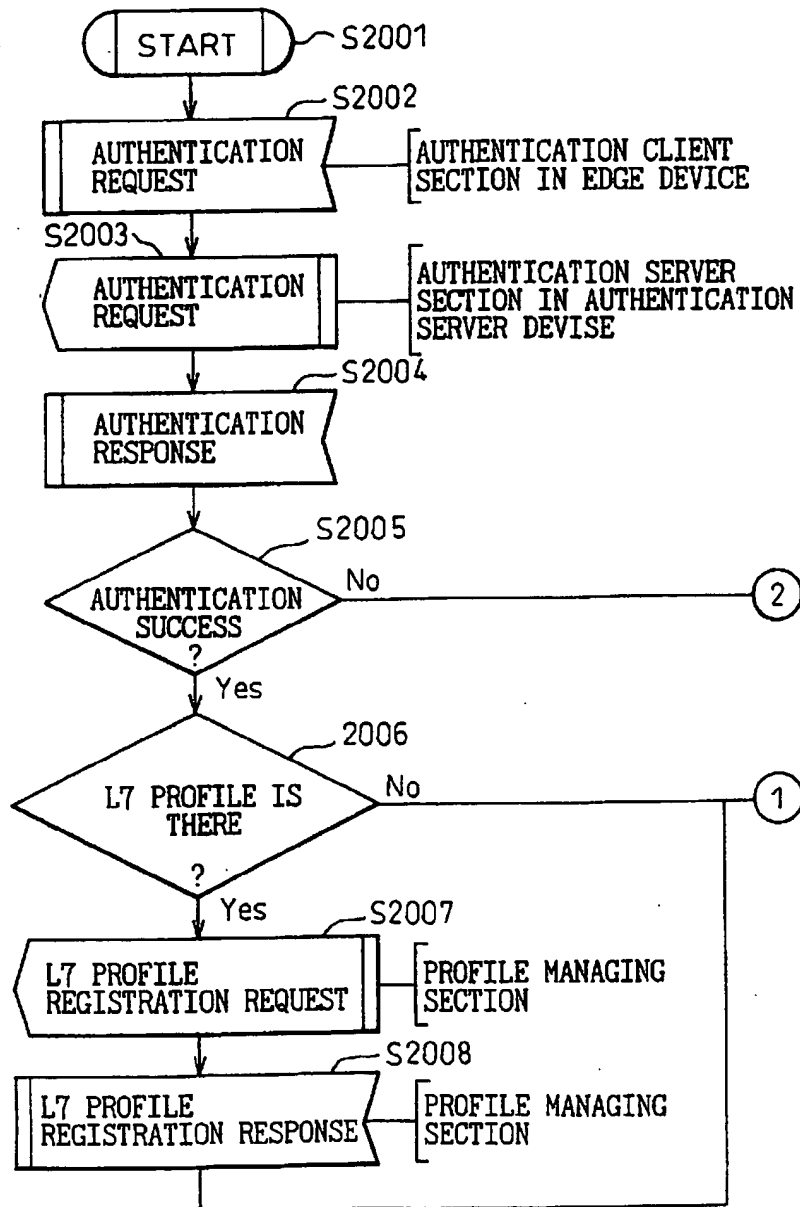 START
S2001
S2002
AUTHENTICATION
REQUEST
AUTHENTICATION CLIENT
SECTION IN EDGE DEVICE
S2003
AUTHENTICATION
REQUEST
AUTHENTICATION SERVER
SECTION IN AUTHENTICATION
SERVER DEVISE
S2004
AUTHENTICATION
RESPONSE
S2005
AUTHENTICATION
SUCCESS
?
No
2
Yes
2006
L7 PROFILE IS
THERE
?
No
1
Yes
S2007
L7 PROFILE
REGISTRATION REQUEST
PROFILE MANAGING
SECTION
S2008
L7 PROFILE
REGISTRATION RESPONSE
PROFILE MANAGING
SECTION